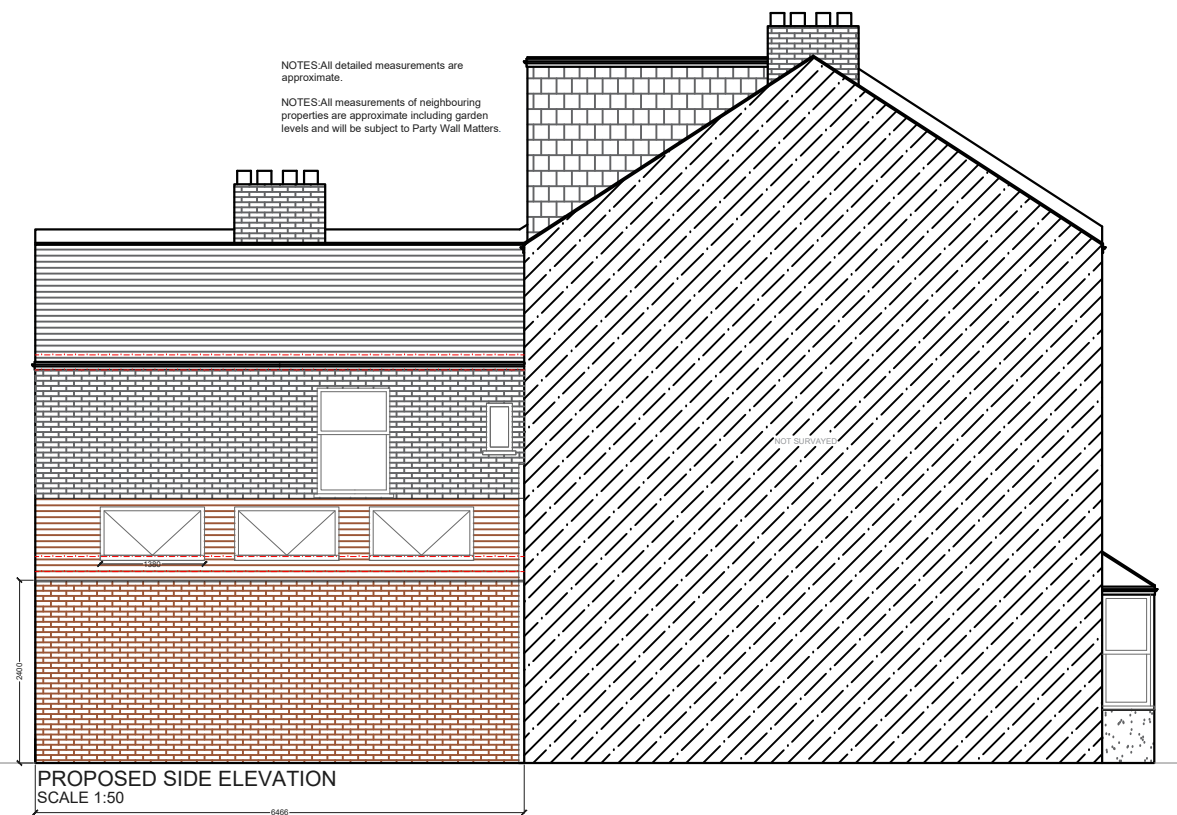 NOTES:All detailed measurements are
approximate.
NOTES:All measurements of neighbouring
properties are approximate including garden
levels and will be subject to Party Wall Matters.
NOT SURVAYED
1380
2400
PROPOSED SIDE ELEVATION
SCALE 1:50
6466